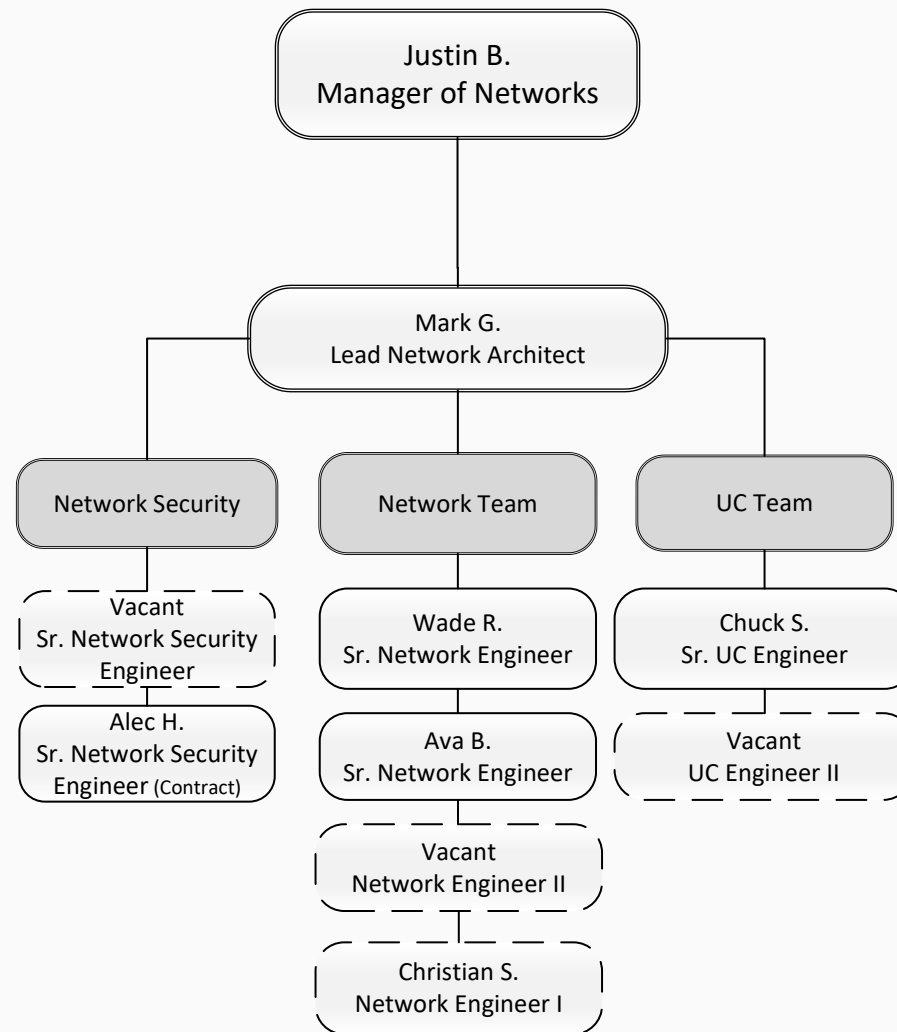 Justin B.
Manager of Networks
Mark G.
Lead Network Architect
Network Security
Network Team
UC Team
Vacant
Sr. Network Security
Engineer
Alec H.
Sr. Network Security
Engineer (Contract)
Wade R.
Sr. Network Engineer
Ava B.
Sr. Network Engineer
Vacant
Network Engineer II
Christian S.
Network Engineer I
Chuck S.
Sr. UC Engineer
Vacant
UC Engineer II